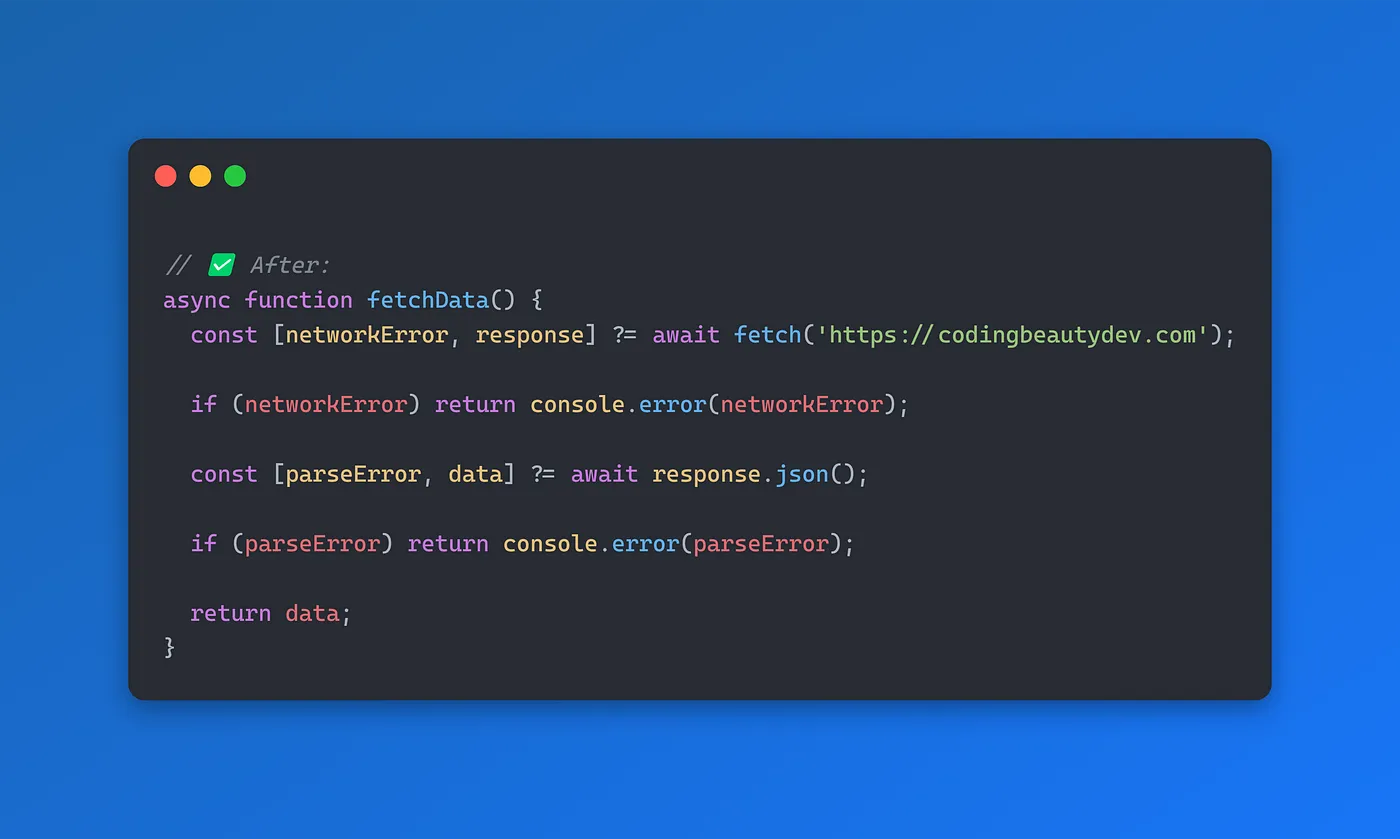 // ✅ After:
async function fetchData() {
  const [networkError, response] ?= await fetch('https://codingbeautydev.com');
  if (networkError) return console.error(networkError);
  const [parseError, data] ?= await response.json();
  if (parseError) return console.error(parseError);
  return data;
}